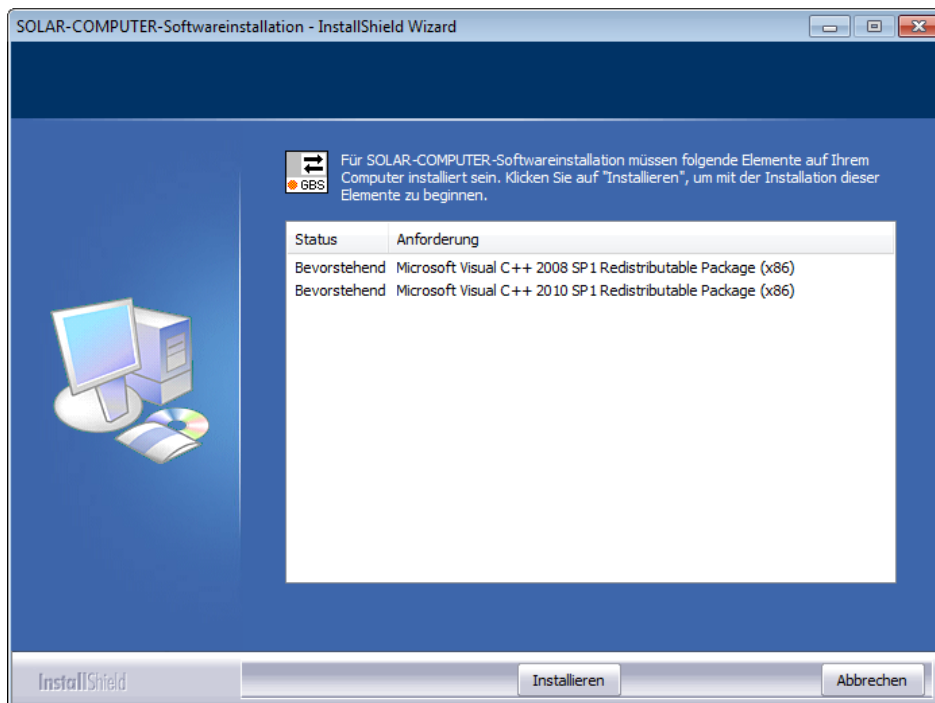 SOLAR-COMPUTER-Softwareinstallation - InstallShield Wizard
GBS
Für SOLAR-COMPUTER-Softwareinstallation müssen folgende Elemente auf Ihrem
Computer installiert sein. Klicken Sie auf "Installieren", um mit der Installation dieser
Elemente zu beginnen.
Status Anforderung
Bevorstehend Microsoft Visual C++ 2008 SP1 Redistributable Package (x86)
Bevorstehend Microsoft Visual C++ 2010 SP1 Redistributable Package (x86)
InstallShield
Installieren
Abbrechen